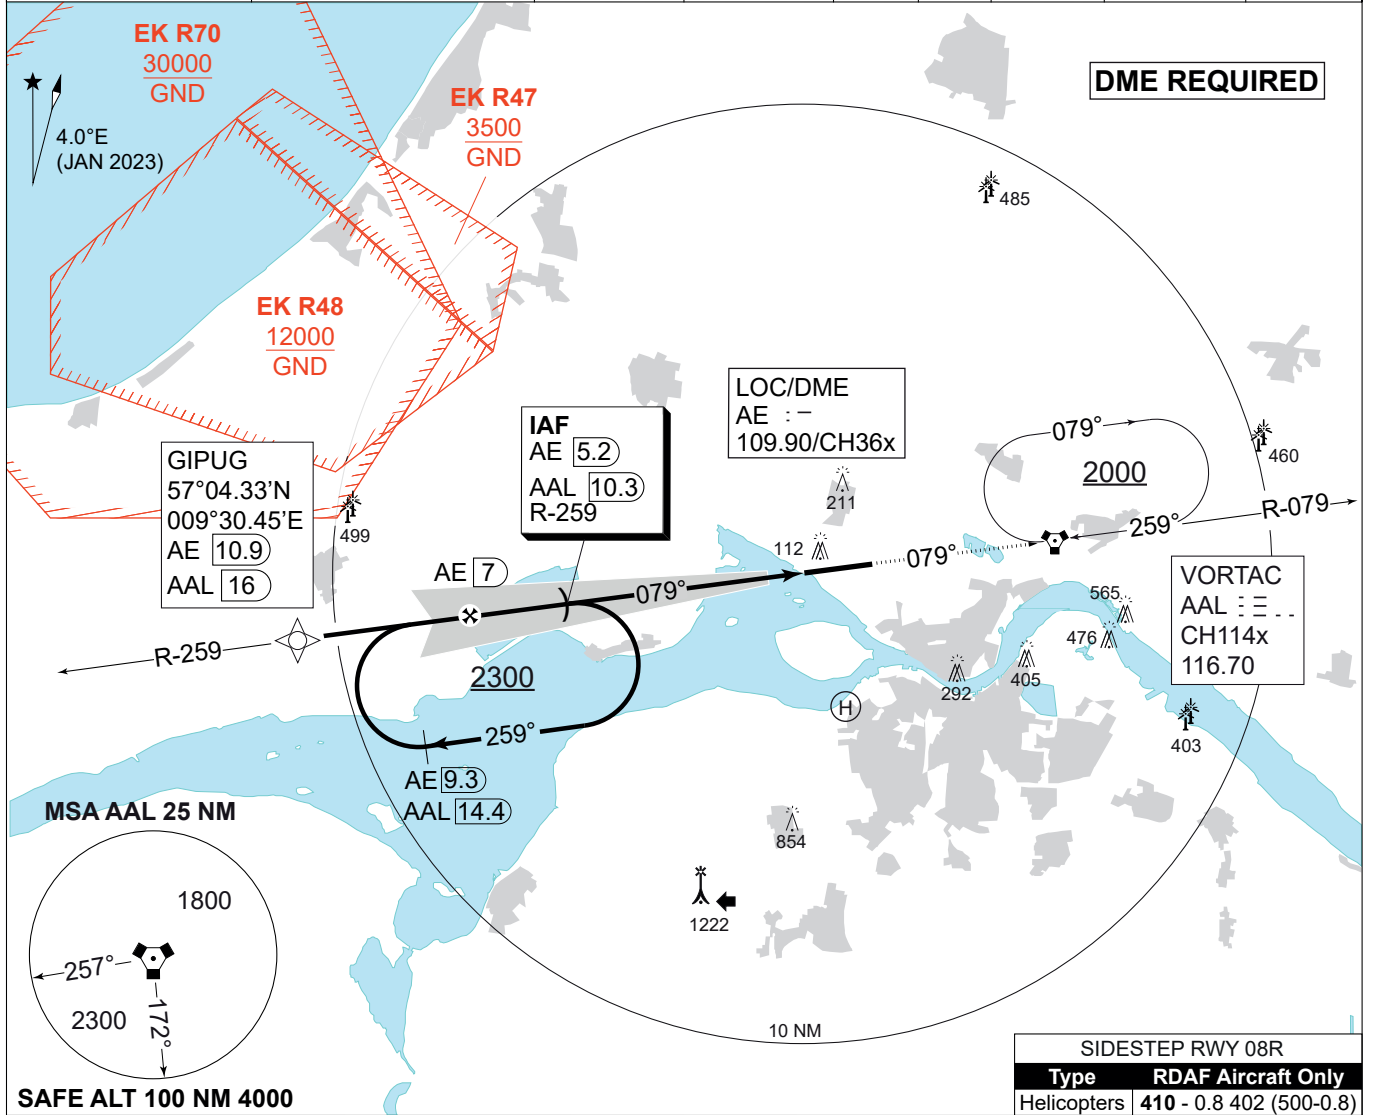 EK R70
30000
GND
4.0°E
(JAN 2023)
EK R47
3500
GND
DME REQUIRED
485
EK R48
12000
GND
LOC/DME
AE
109.90/CH36x
IAF
AE 5.2
AAL 10.3
R-259
GIPUG
57°04.33'N
009°30.45'E
AE 10.9
AAL 16
499
079°
2000
460
211
R-079
259°
112
079°
AE 7
079°
VORTAC
AAL
CH114x
116.70
565
476
R-259
2300
405
292
H
259°
403
AE 9.3
AAL 14.4
MSA AAL 25 NM
854
1800
1222
257°
2300
172°
10 NM
SAFE ALT 100 NM 4000
SIDESTEP RWY 08R
Type RDAF Aircraft Only
Helicopters 410 - 0.8 402 (500-0.8)